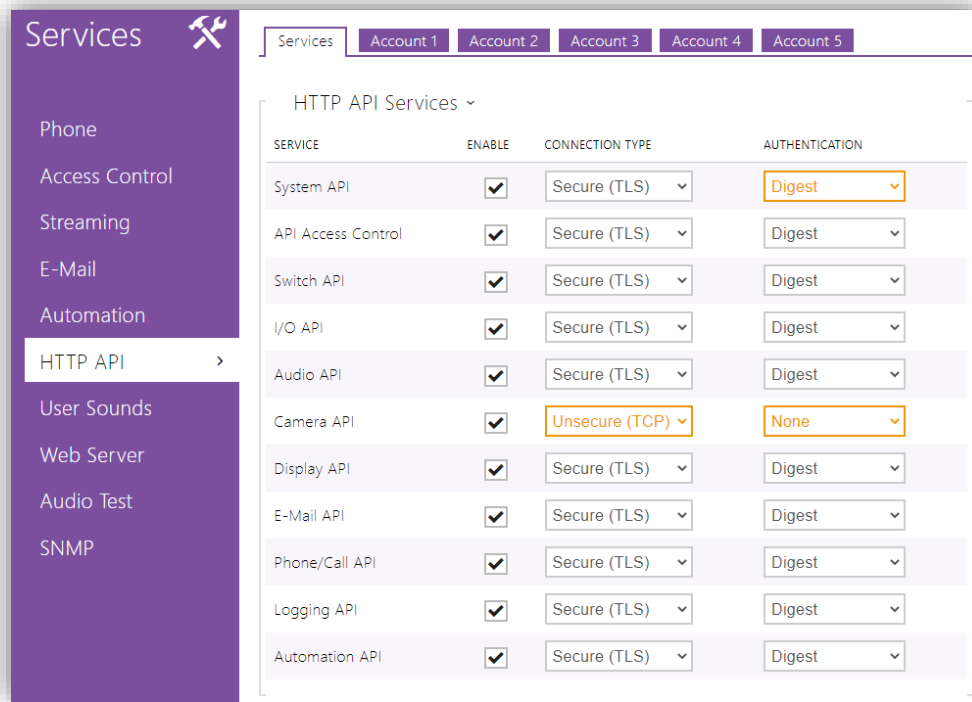 Services
Phone
Access Control
Streaming
E-Mail
Automation
HTTP API
User Sounds
Web Server
Audio Test
SNMP
Services Account 1 Account 2 Account 3 Account 4 Account 5
HTTP API Services
SERVICE ENABLE CONNECTION TYPE AUTHENTICATION
System API Secure (TLS) Digest
API Access Control Secure (TLS) Digest
Switch API Secure (TLS) Digest
I/O API Secure (TLS) Digest
Audio API Secure (TLS) Digest
Camera API Unsecure (TCP) None
Display API Secure (TLS) Digest
E-Mail API Secure (TLS) Digest
Phone/Call API Secure (TLS) Digest
Logging API Secure (TLS) Digest
Automation API Secure (TLS) Digest